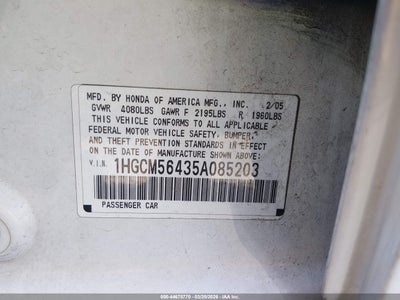 MFD. BY HONDA OF AMERICA MFG., INC. 2/05
GVWR 4080LBS GAWR F 2195LBS R 1960LBS
THIS VEHICLE CONFORMS TO ALL APPLICABLE
FEDERAL MOTOR VEHICLE SAFETY, BUMPER,
AND THEFT PREVENTION STANDARDS IN EFFECT
ON THE DATE OF MANUFACTURE SHOWN ABOVE:
V.I.N. 1HGCM56435A085203
PASSENGER CAR